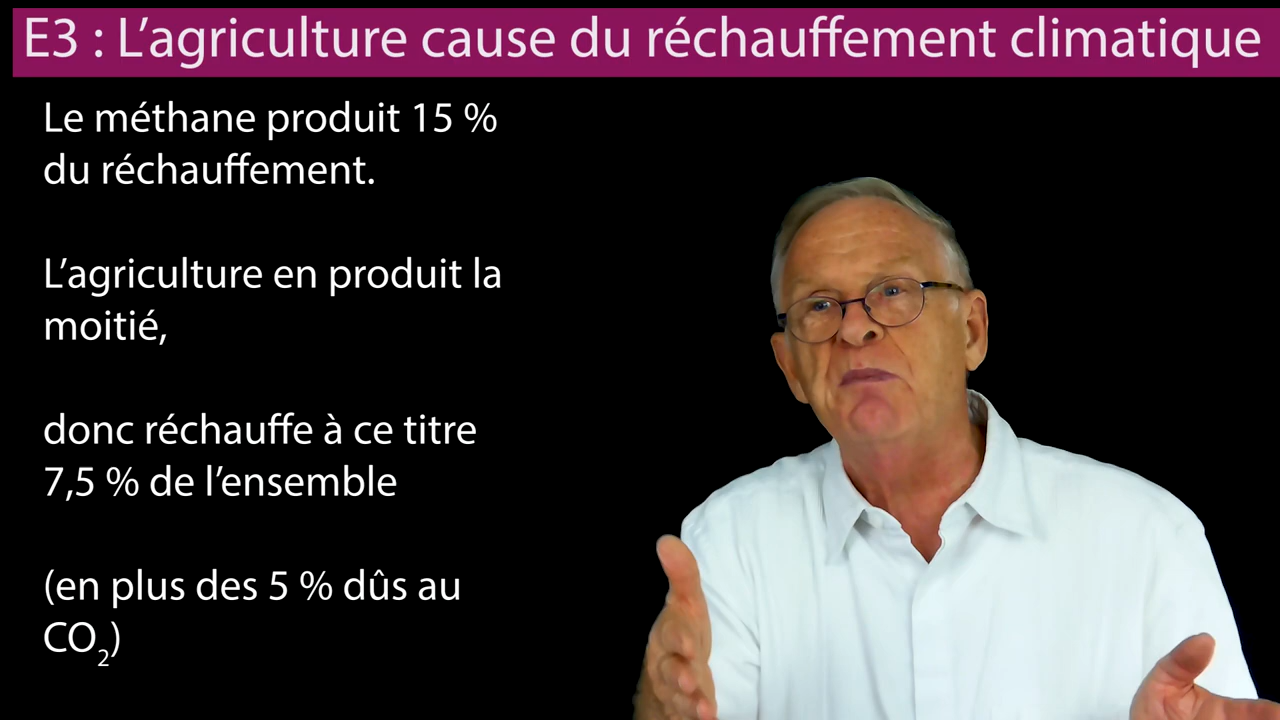 E3 : L’agriculture cause du réchauffement climatique
Le méthane produit 15 %
du réchauffement.
L’agriculture en produit la
moitié,
donc réchauffe à ce titre
7,5 % de l’ensemble
(en plus des 5 % dûs au
CO₂)